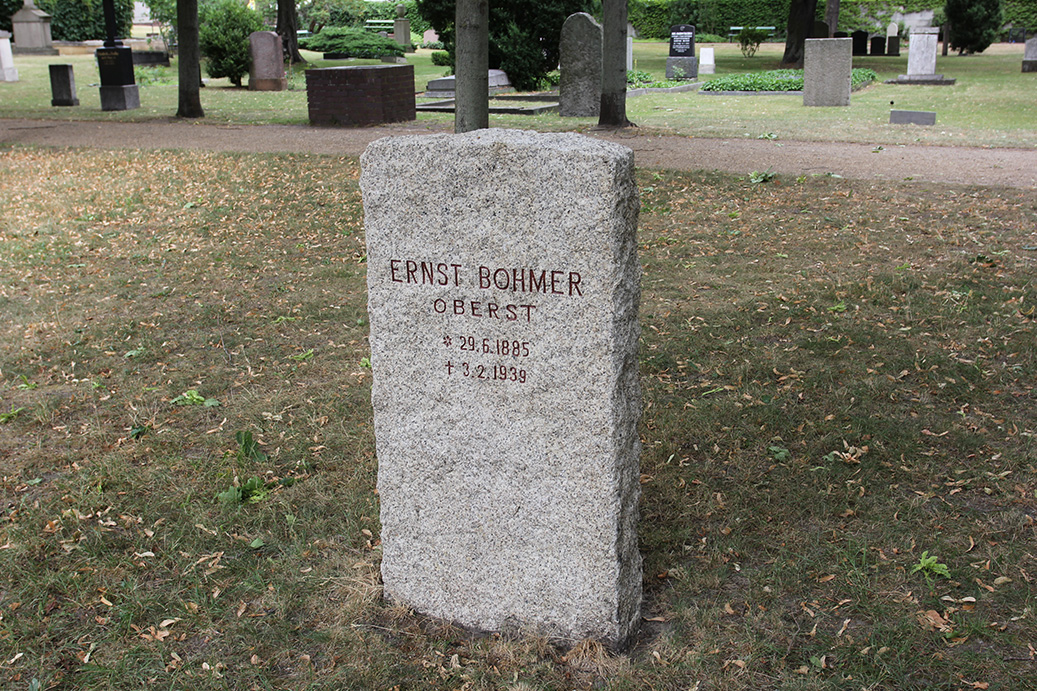 ERNST BOHMER
OBERST
* 29.6.1885
† 3.2.1939